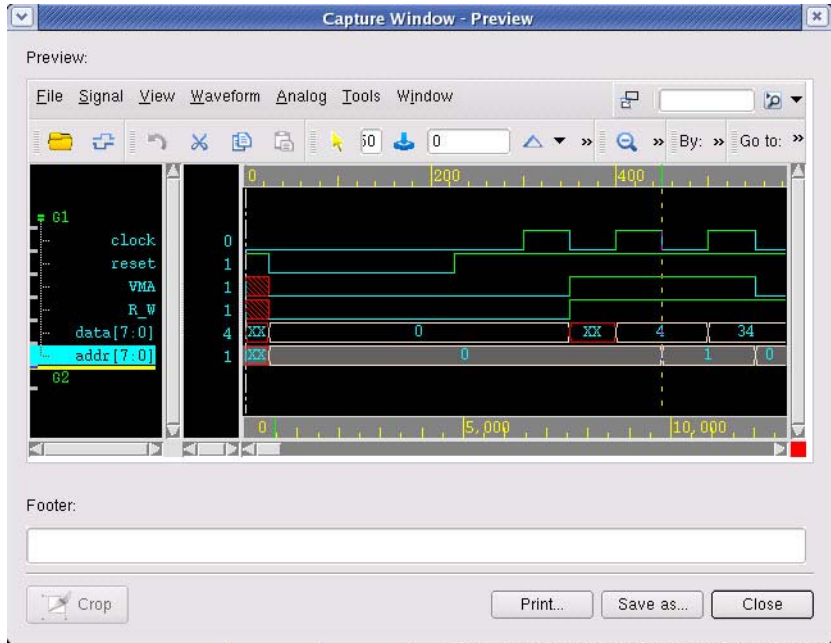 Capture Window - Preview
Preview:
File Signal View Waveform Analog Tools Window
50 0 » » By: » Go to: »
0 200 400
G1
clock 0
reset 1
VMA 1
R_W 1
data[7:0] 4 XX 0 XX 4 34
addr[7:0] 1 XX 0 1 0
G2
0 5,000 10,000
Footer:
Crop Print... Save as... Close